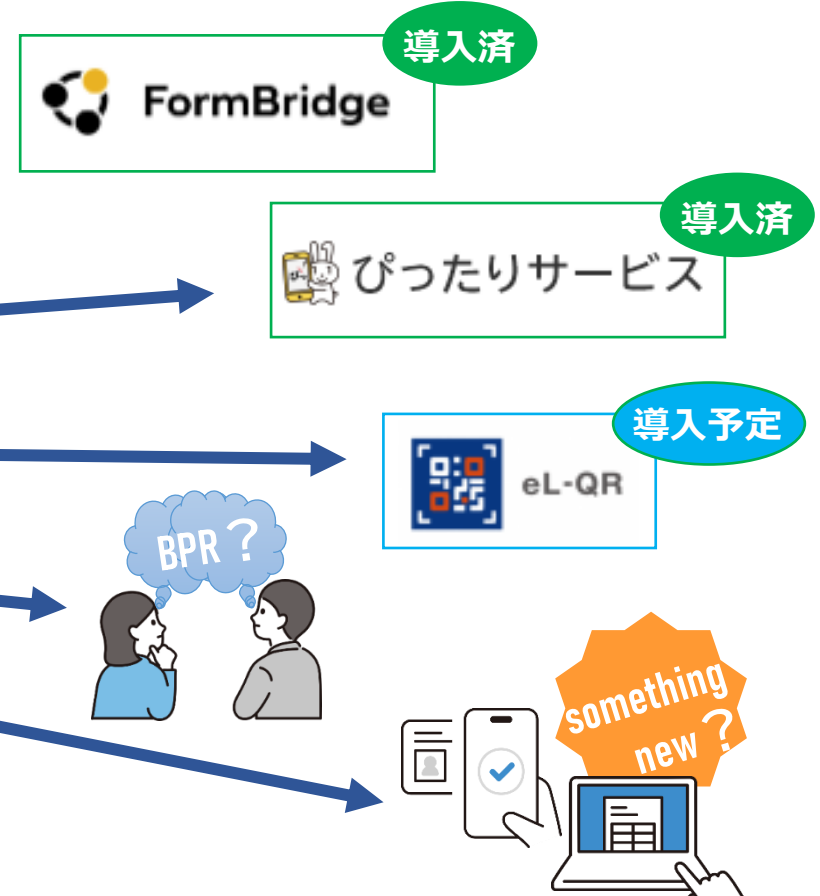 導入済
FormBridge
導入済
ぴったりサービス
導入予定
eL-QR
BPR?
something
new?